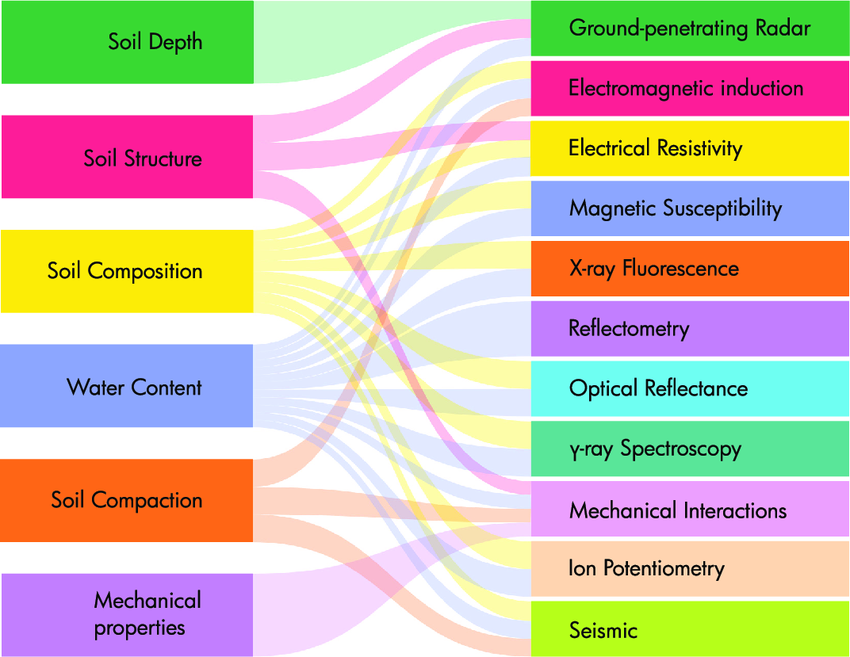 Soil Depth
Soil Structure
Soil Composition
Water Content
Soil Compaction
Mechanical
properties
Ground-penetrating Radar
Electromagnetic induction
Electrical Resistivity
Magnetic Susceptibility
X-ray Fluorescence
Reflectometry
Optical Reflectance
γ-ray Spectroscopy
Mechanical Interactions
Ion Potentiometry
Seismic